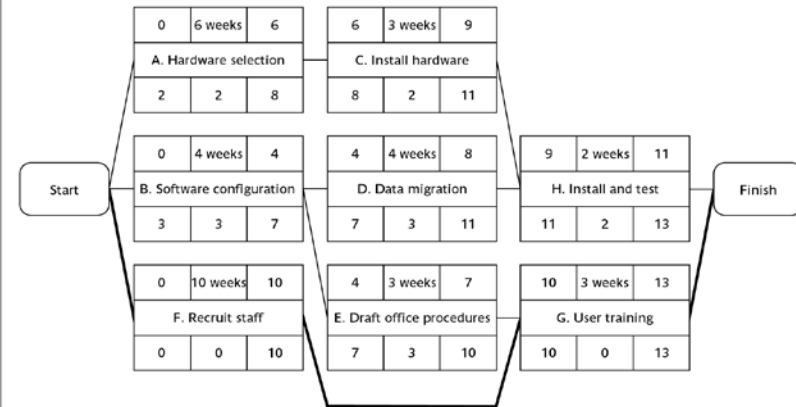 0 6 weeks 6
A. Hardware selection
2 2 8
6 3 weeks 9
C. Install hardware
8 2 11
Start
0 4 weeks 4
B. Software configuration
3 3 7
4 4 weeks 8
D. Data migration
7 3 11
9 2 weeks 11
H. Install and test
11 2 13
Finish
0 10 weeks 10
F. Recruit staff
0 0 10
4 3 weeks 7
E. Draft office procedures
7 3 10
10 3 weeks 13
G. User training
10 0 13